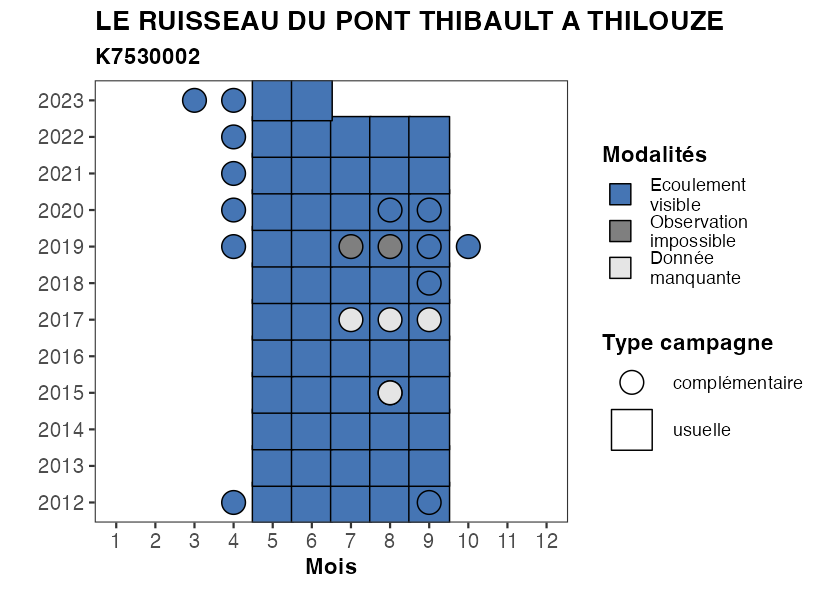 LE RUISSEAU DU PONT THIBAULT A THILOUZE
K7530002
2023
2022
2021
2020
2019
2018
2017
2016
2015
2014
2013
2012
1 2 3 4 5 6 7 8 9 10 11 12
Mois
Modalités
Ecoulement
visible
Observation
impossible
Donnée
manquante
Type campagne
complémentaire
usuelle